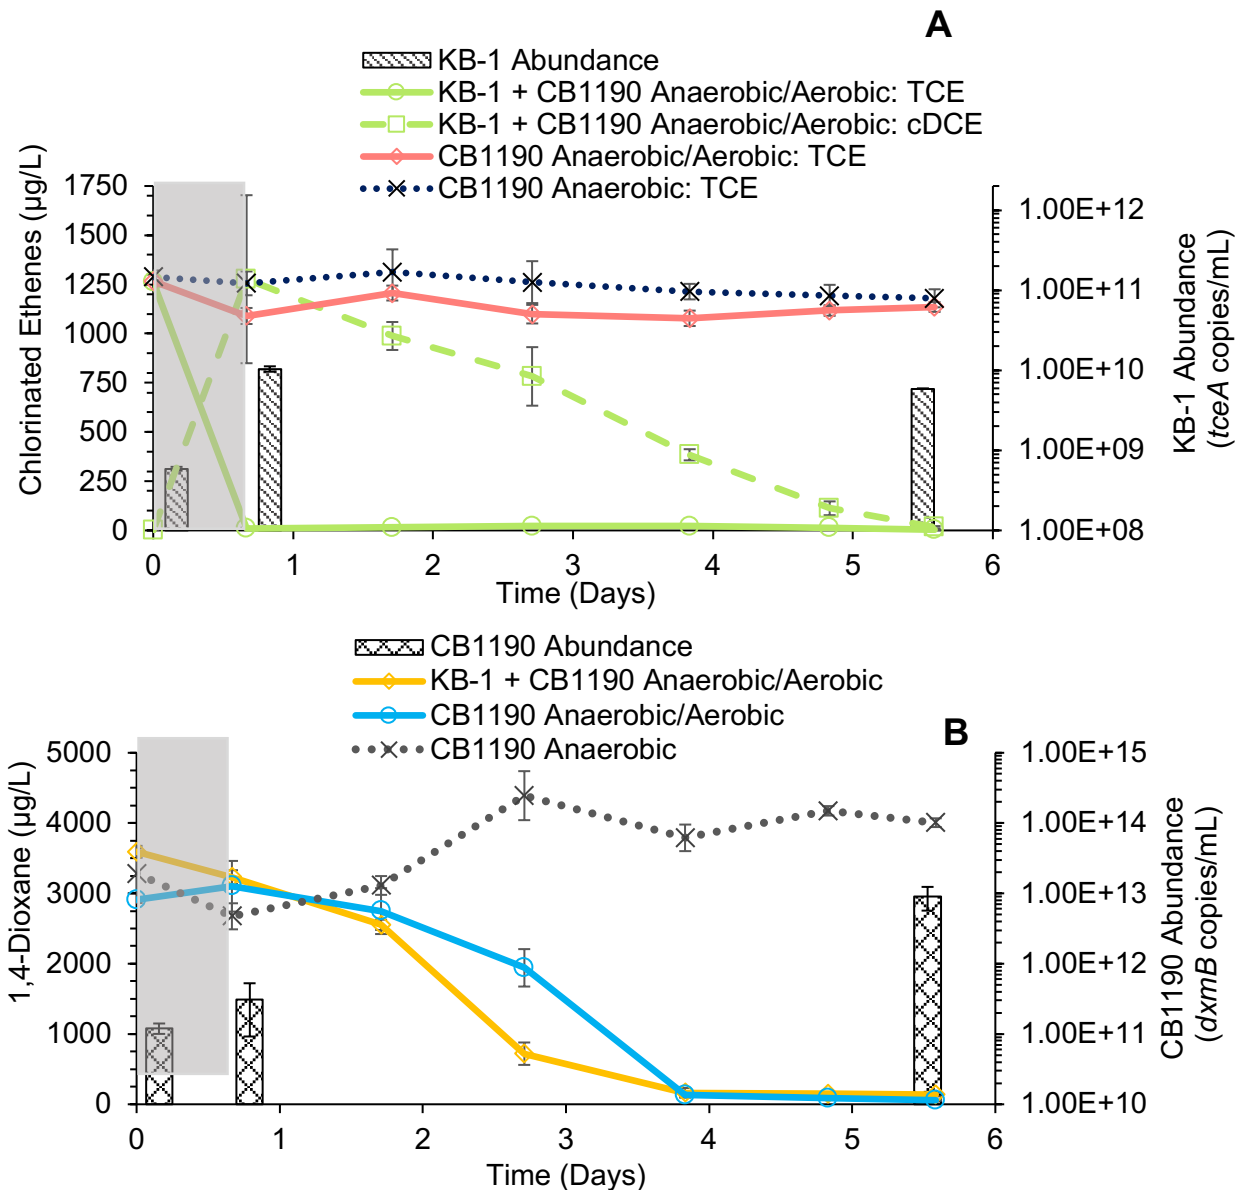 A
KB-1 Abundance
KB-1 + CB1190 Anaerobic/Aerobic: TCE
KB-1 + CB1190 Anaerobic/Aerobic: cDCE
CB1190 Anaerobic/Aerobic: TCE
CB1190 Anaerobic: TCE
Chlorinated Ethenes (µg/L)
1750
1500
1250
1000
750
500
250
0
1.00E+12
1.00E+11
1.00E+10
1.00E+09
1.00E+08
KB-1 Abundance
(tceA copies/mL)
0 1 2 3 4 5 6
Time (Days)
CB1190 Abundance
KB-1 + CB1190 Anaerobic/Aerobic
CB1190 Anaerobic/Aerobic
CB1190 Anaerobic
B
1,4-Dioxane (µg/L)
5000
4000
3000
2000
1000
0
1.00E+15
1.00E+14
1.00E+13
1.00E+12
1.00E+11
1.00E+10
CB1190 Abundance
(dxmB copies/mL)
0 1 2 3 4 5 6
Time (Days)